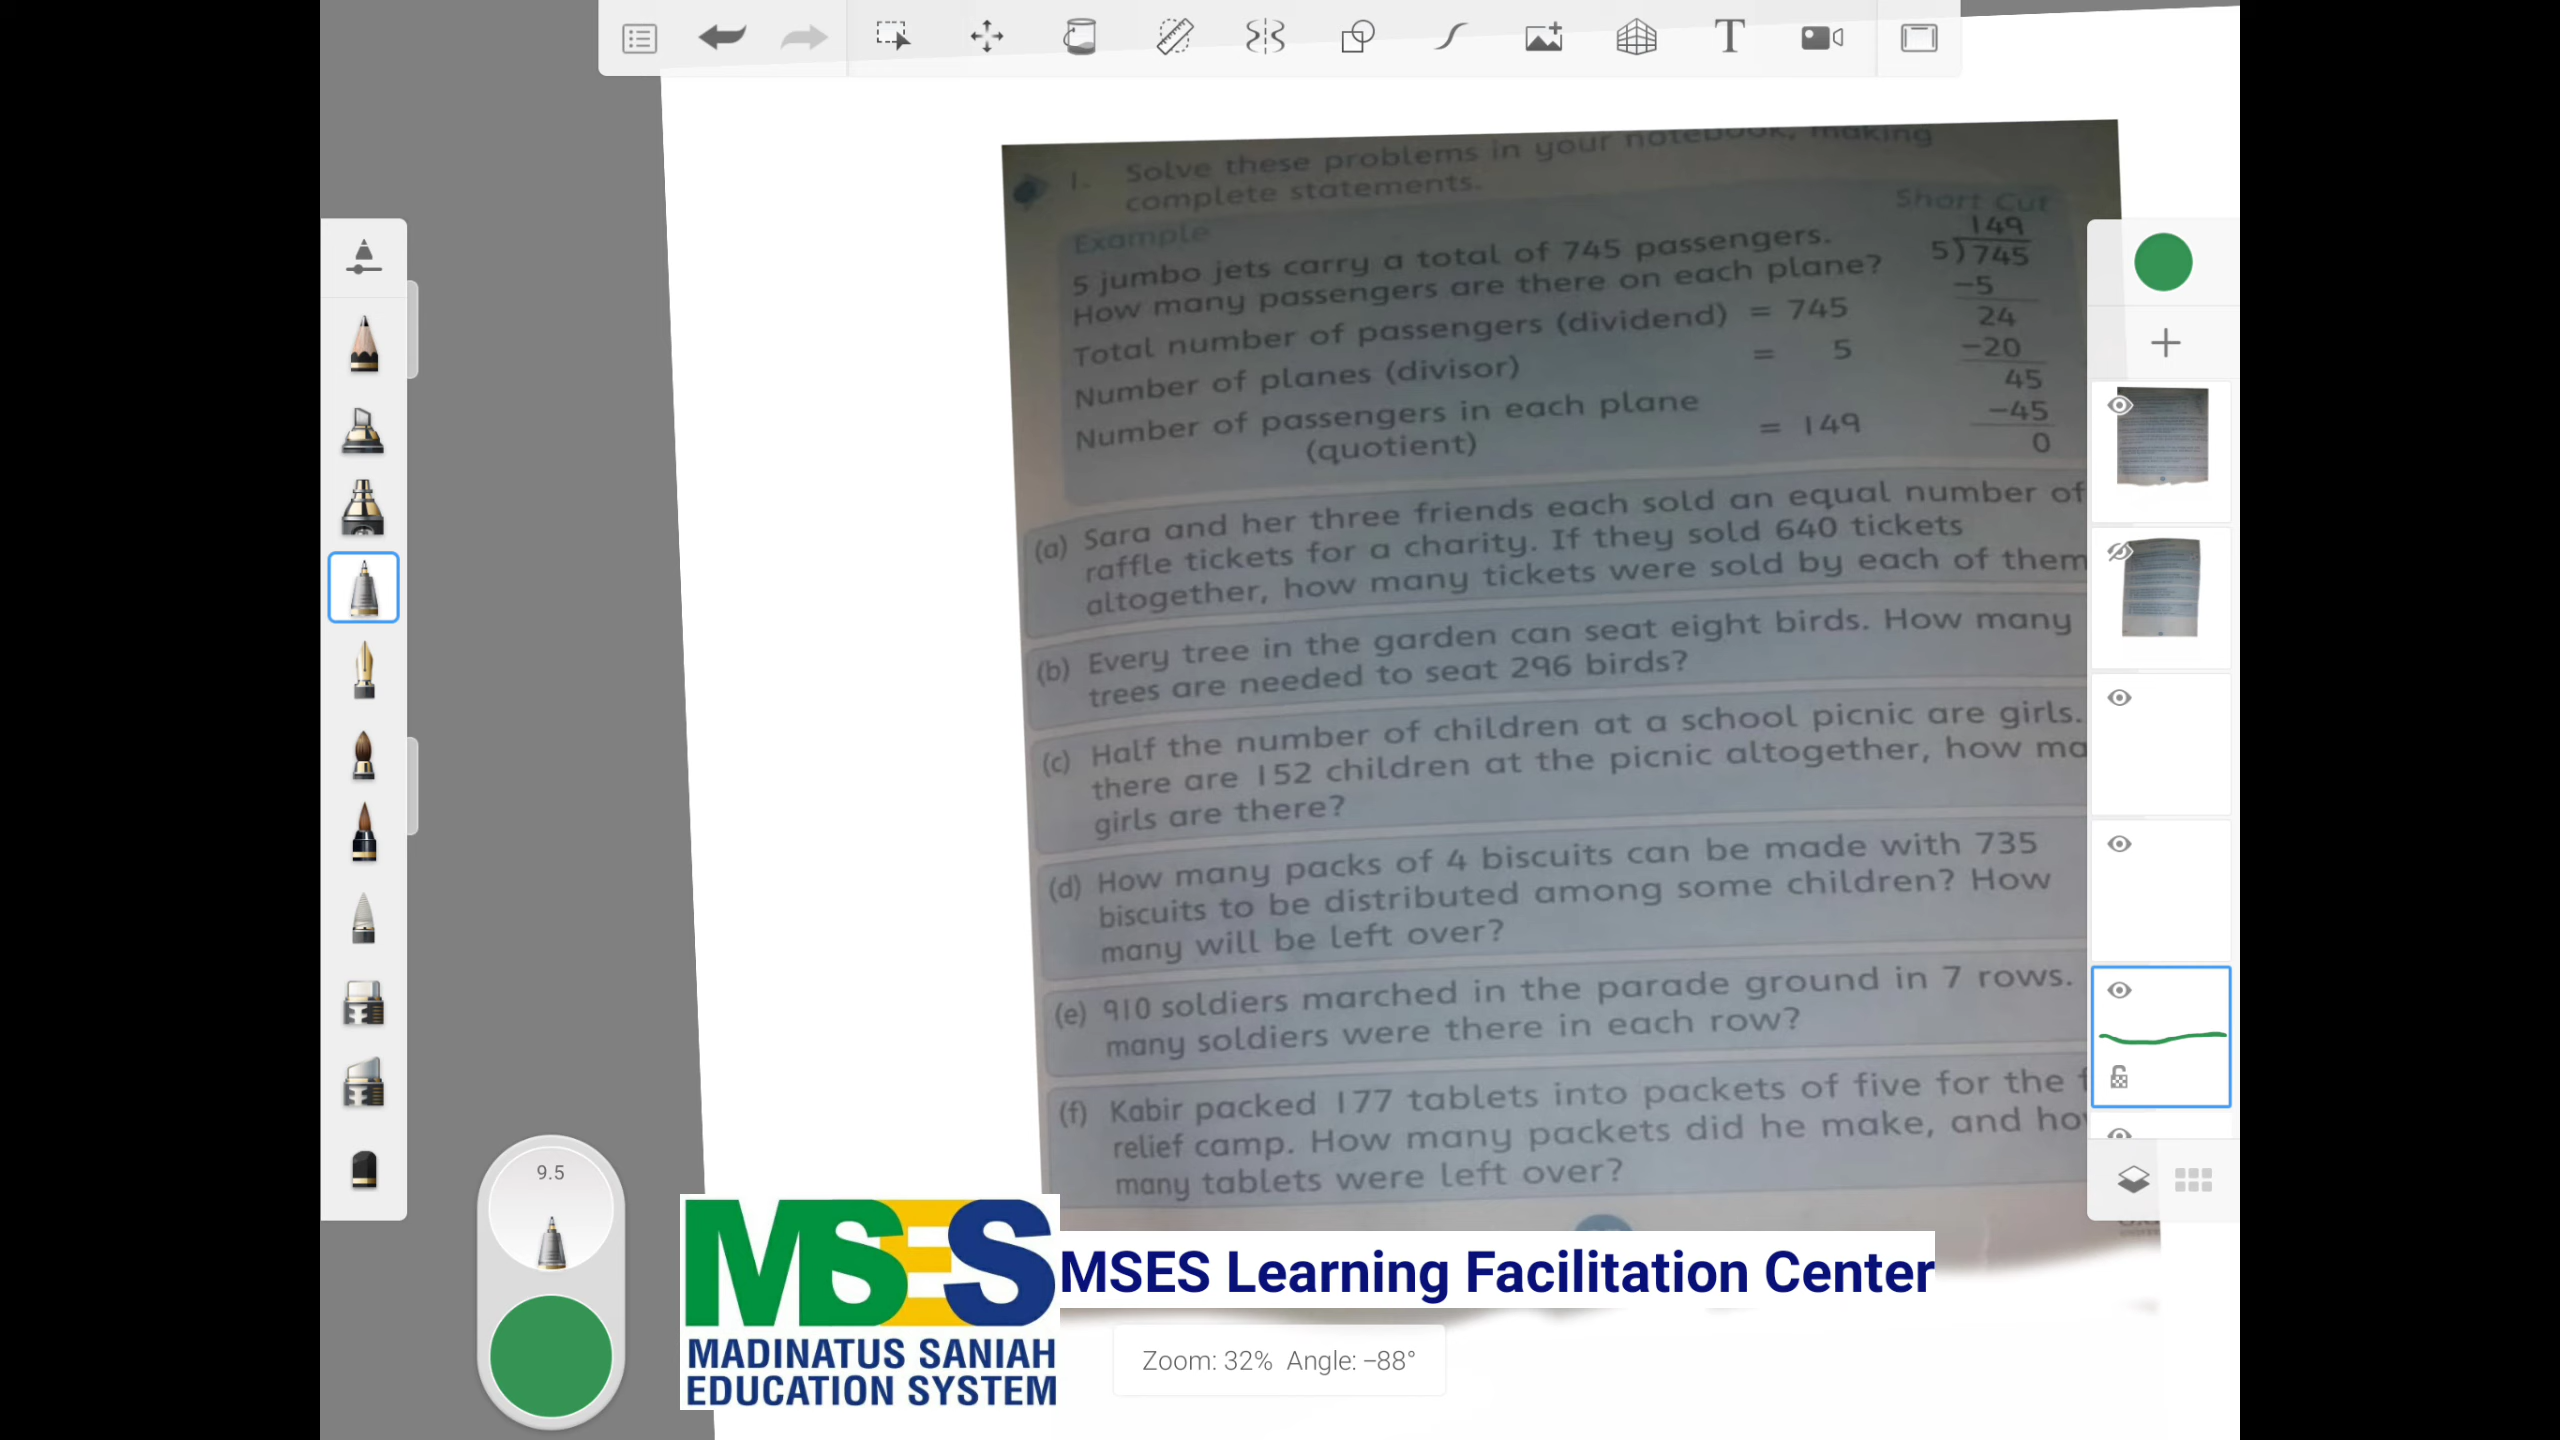 1. Solve these problems in your notebook, making
complete statements.
Example
5 jumbo jets carry a total of 745 passengers.
How many passengers are there on each plane?
Total number of passengers (dividend) = 745
Number of planes (divisor) = 5
Number of passengers in each plane
(quotient) = 149
Short Cut
149
5)745
–5
24
–20
45
–45
0
(a) Sara and her three friends each sold an equal number of
raffle tickets for a charity. If they sold 640 tickets
altogether, how many tickets were sold by each of them
(b) Every tree in the garden can seat eight birds. How many
trees are needed to seat 296 birds?
(c) Half the number of children at a school picnic are girls.
there are 152 children at the picnic altogether, how ma
girls are there?
(d) How many packs of 4 biscuits can be made with 735
biscuits to be distributed among some children? How
many will be left over?
(e) 910 soldiers marched in the parade ground in 7 rows.
many soldiers were there in each row?
(f) Kabir packed 177 tablets into packets of five for the f
relief camp. How many packets did he make, and ho
many tablets were left over?
9.5
MSES
MADINATUS SANIAH
EDUCATION SYSTEM
MSES Learning Facilitation Center
Zoom: 32% Angle: –88°